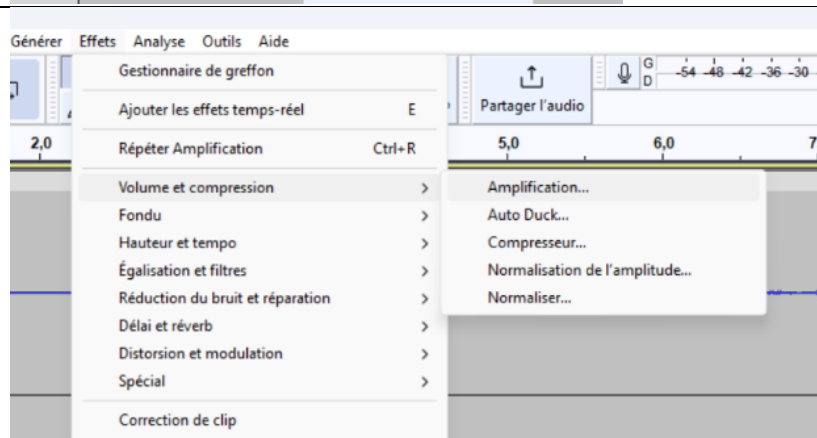 Générer Effets Analyse Outils Aide
Gestionnaire de greffon
Ajouter les effets temps-réel E
Répéter Amplification Ctrl+R
Volume et compression >
Fondu >
Hauteur et tempo >
Égalisation et filtres >
Réduction du bruit et réparation >
Délai et réverb >
Distorsion et modulation >
Spécial >
Correction de clip
Amplification...
Auto Duck...
Compresseur...
Normalisation de l'amplitude...
Normaliser...
Partager l'audio
G
D
-54 -48 -42 -36 -30
2,0 5,0 6,0 7